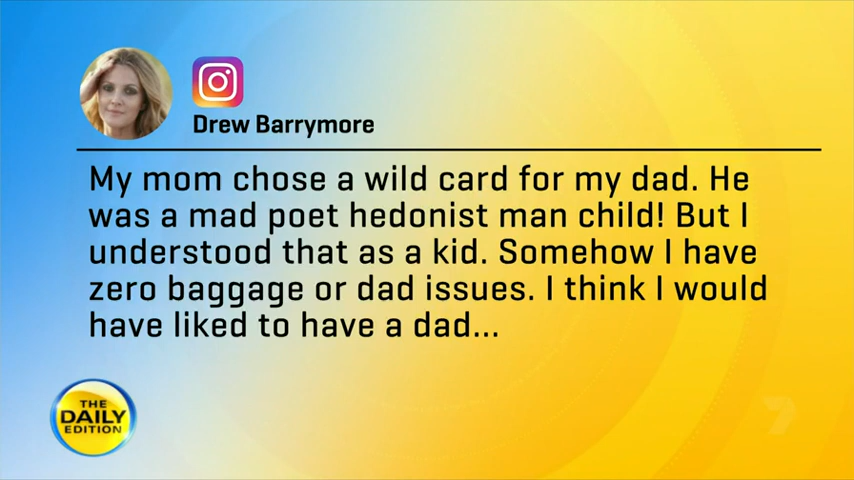 Drew Barrymore
My mom chose a wild card for my dad. He
was a mad poet hedonist man child! But I
understood that as a kid. Somehow I have
zero baggage or dad issues. I think I would
have liked to have a dad...
THE
DAILY
EDITION
7